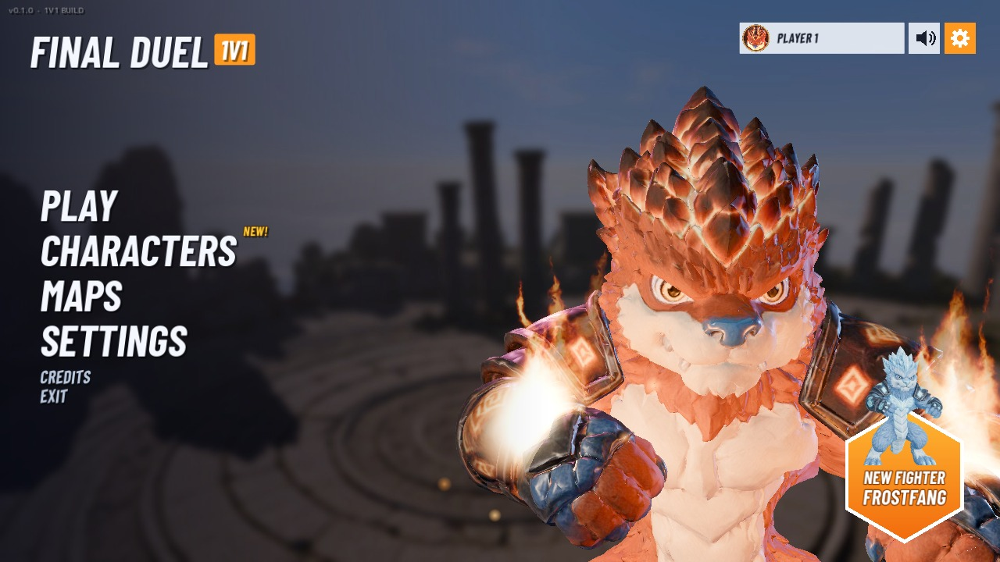 v0.1.0 - 1V1 BUILD
FINAL DUEL 1V1
PLAYER 1
PLAY
CHARACTERS NEW!
MAPS
SETTINGS
CREDITS
EXIT
NEW FIGHTER
FROSTFANG